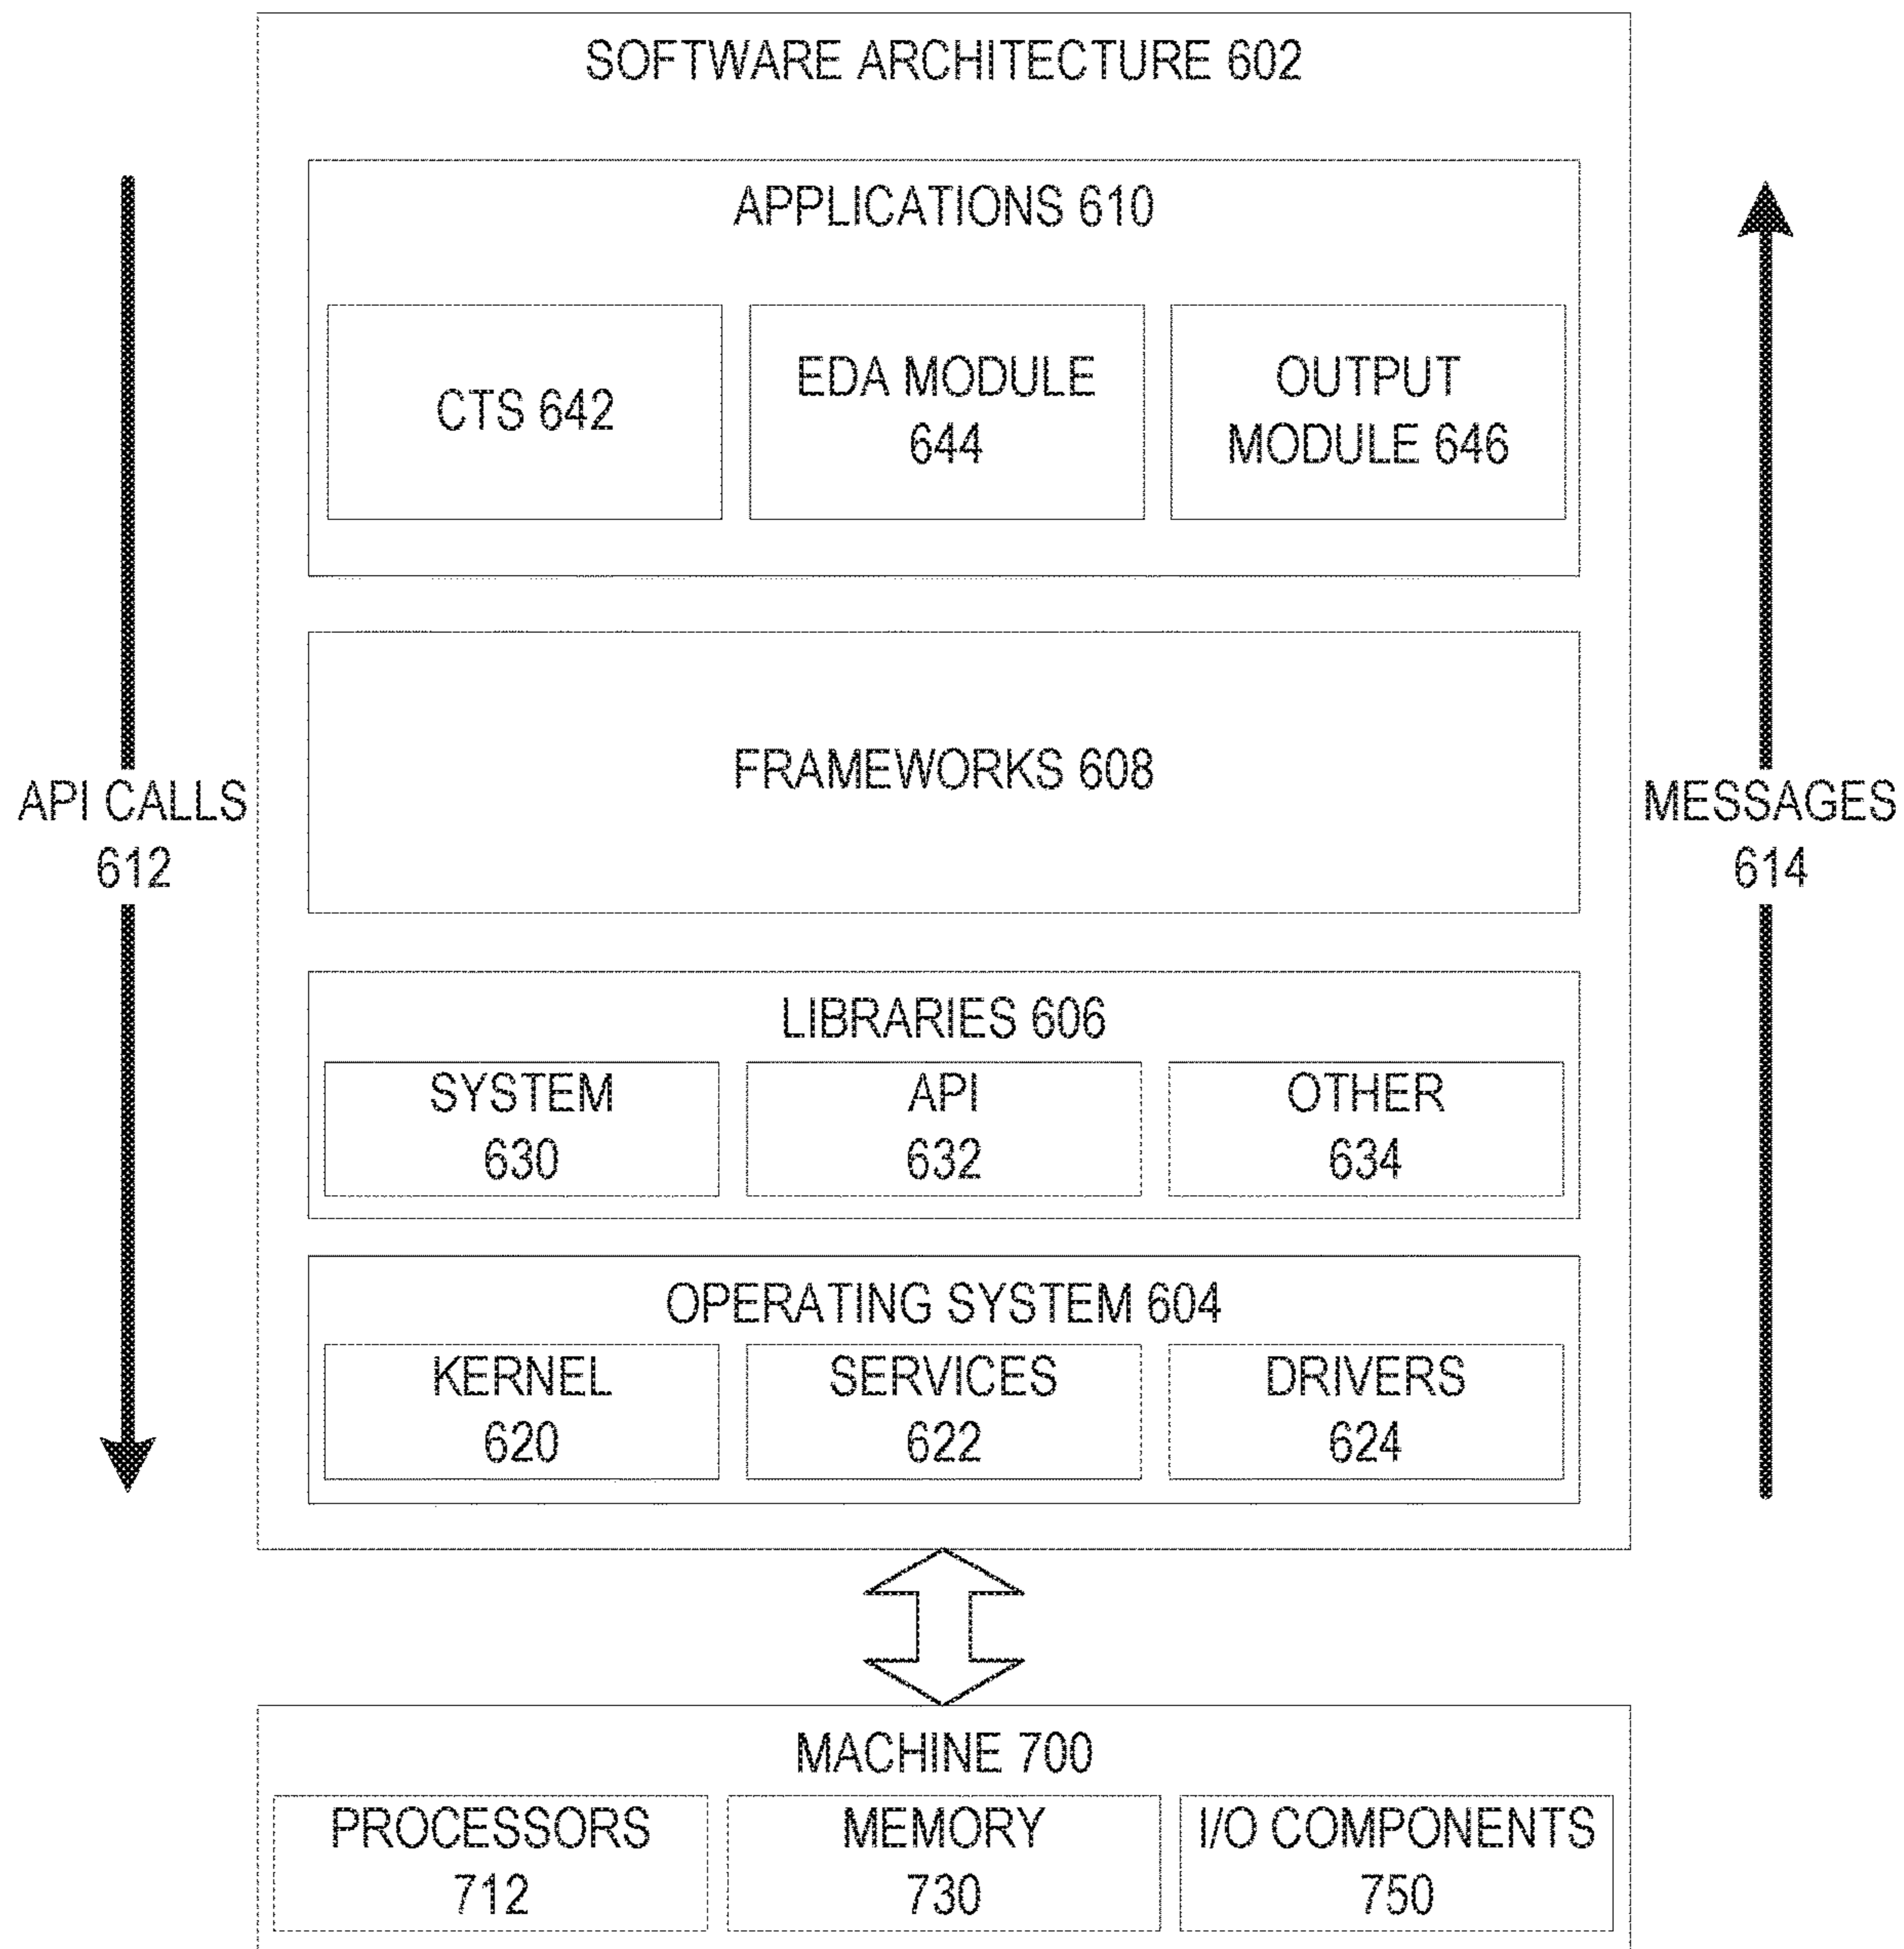 SOFTWARE ARCHITECTURE 602
APPLICATIONS 610
CTS 642
EDA MODULE
644
OUTPUT
MODULE 646
FRAMEWORKS 608
API CALLS
612
MESSAGES
614
LIBRARIES 606
SYSTEM
630
API
632
OTHER
634
OPERATING SYSTEM 604
KERNEL
620
SERVICES
622
DRIVERS
624
MACHINE 700
PROCESSORS
712
MEMORY
730
I/O COMPONENTS
750